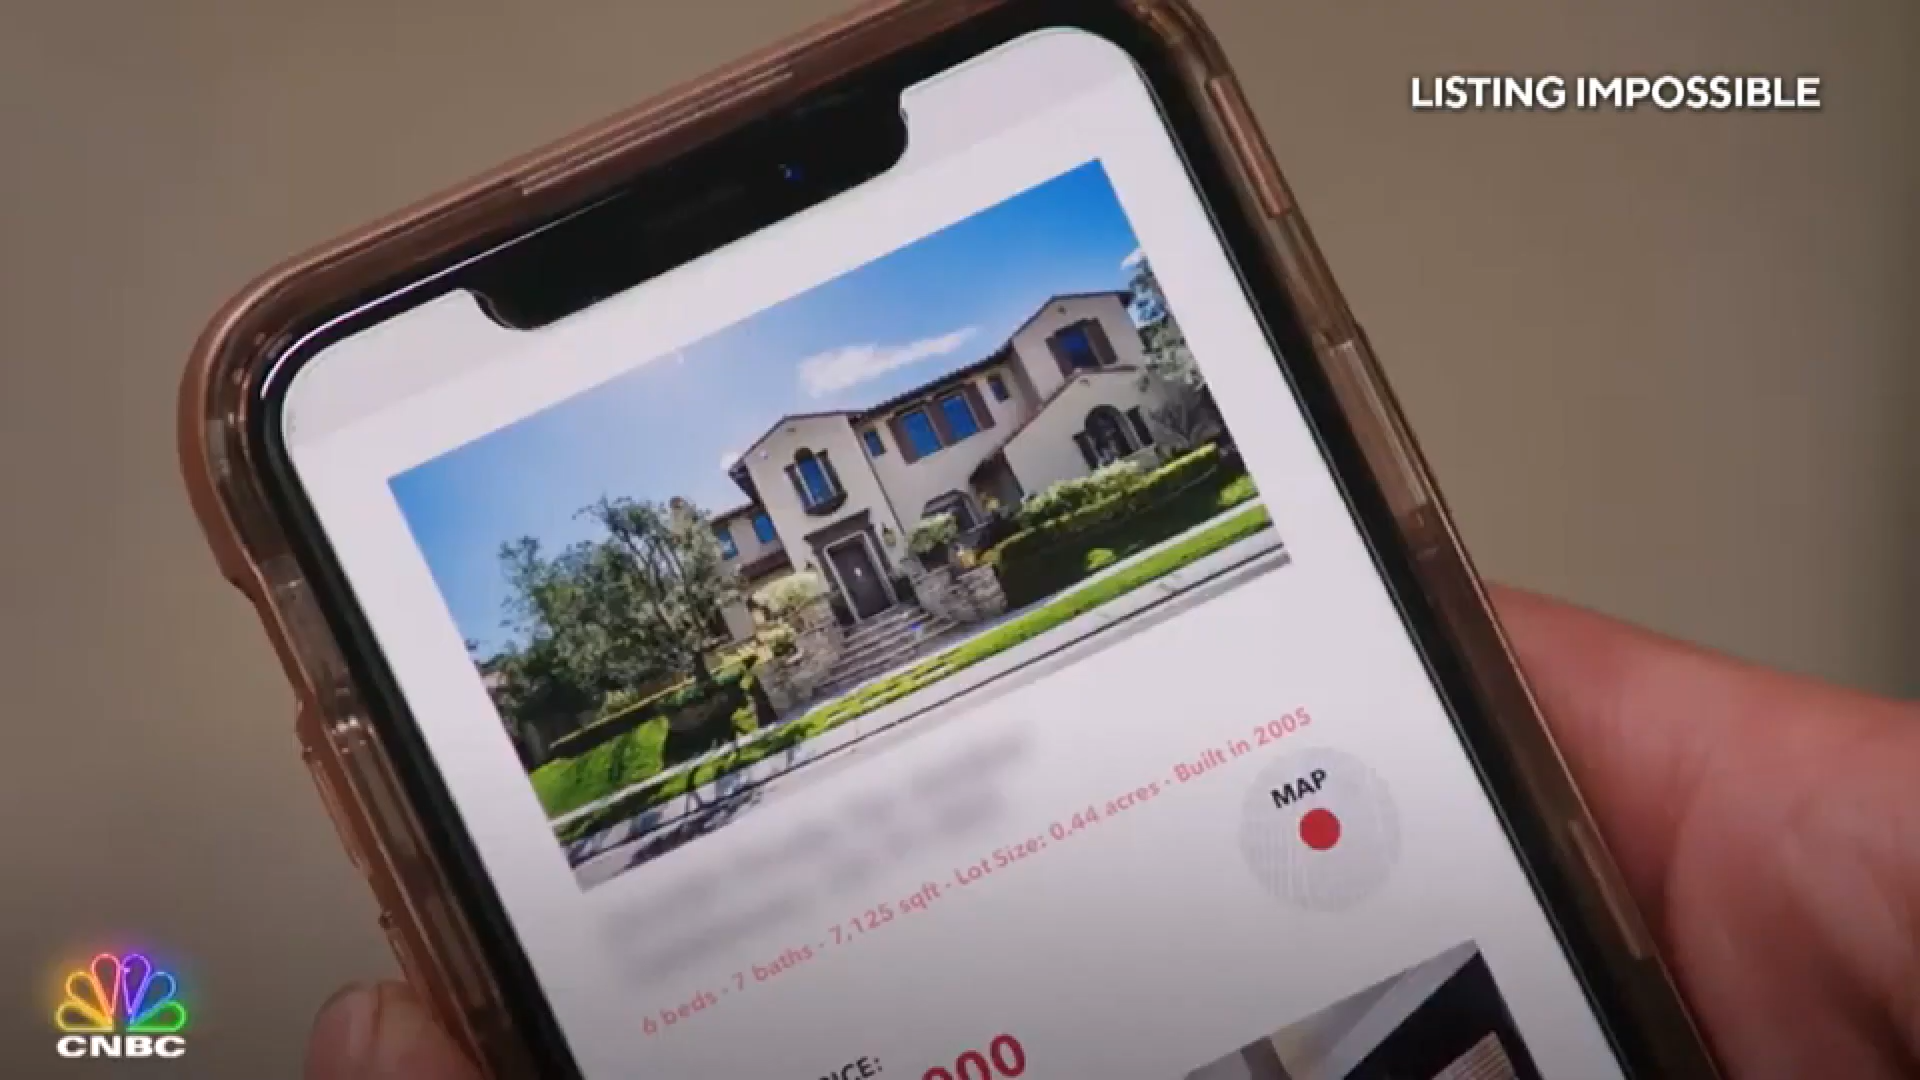 LISTING IMPOSSIBLE
6 beds · 7 baths · 7,125 sqft · Lot Size: 0.44 acres · Built in 2005
MAP
CNBC